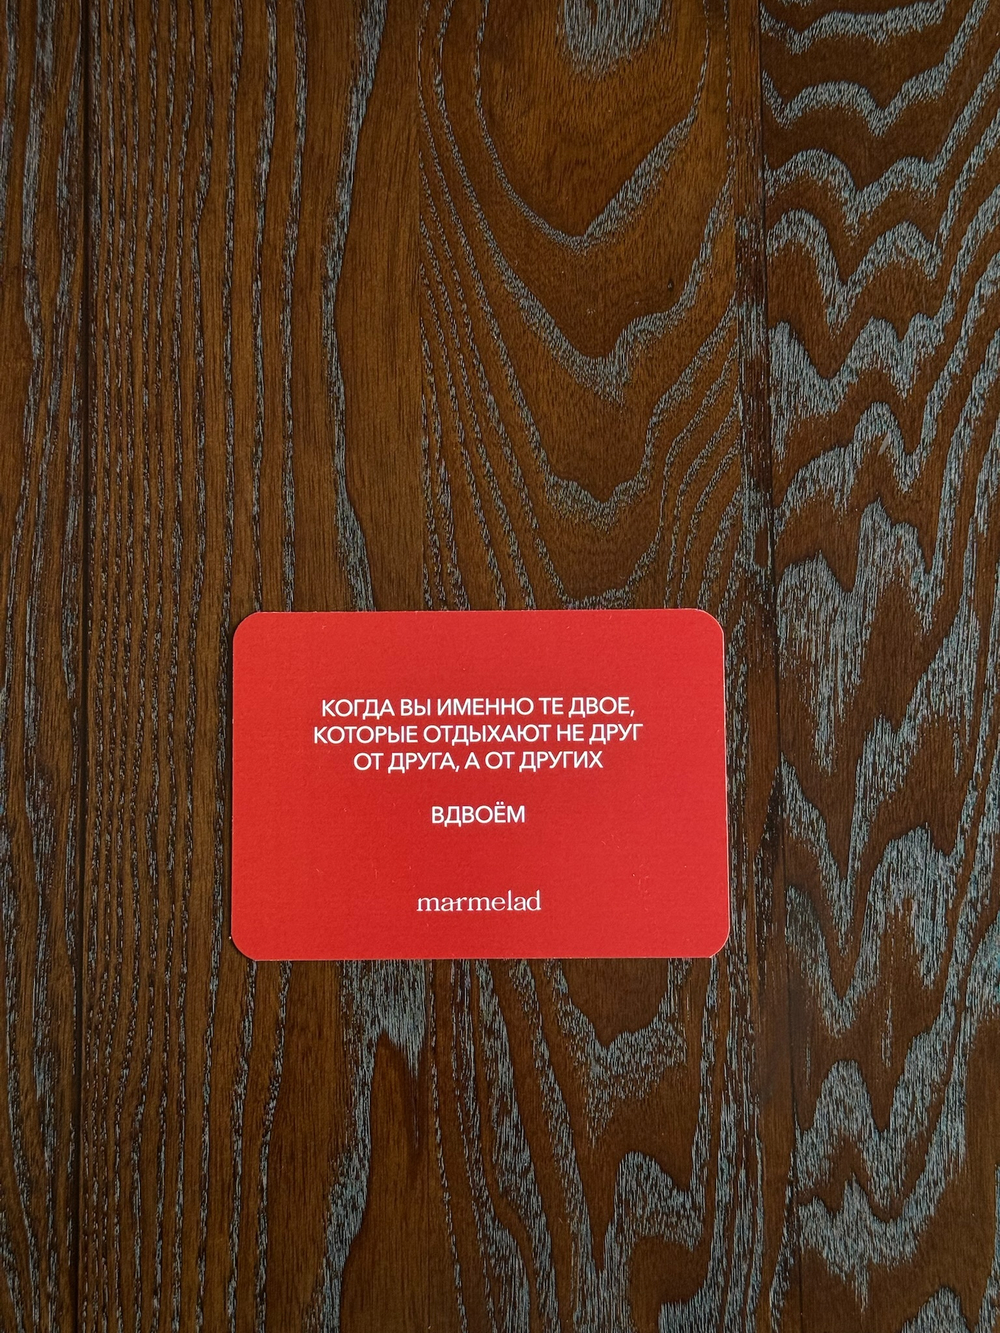 КОГДА ВЫ ИМЕННО ТЕ ДВОЕ,
КОТОРЫЕ ОТДЫХАЮТ НЕ ДРУГ
ОТ ДРУГА, А ОТ ДРУГИХ
ВДВОЁМ
marmelad